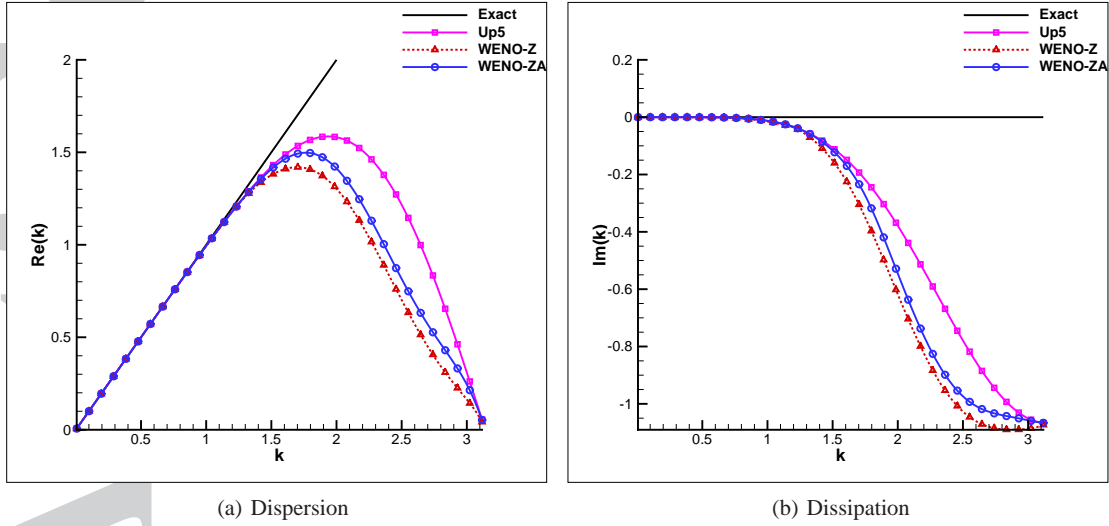 Exact
Up5
WENO-Z
WENO-ZA
2
1.5
1
0.5
0
Re(k)
0.5 1 1.5 2 2.5 3
k
(a) Dispersion
Exact
Up5
WENO-Z
WENO-ZA
0.2
0
-0.2
-0.4
-0.6
-0.8
-1
Im(k)
0.5 1 1.5 2 2.5 3
k
(b) Dissipation